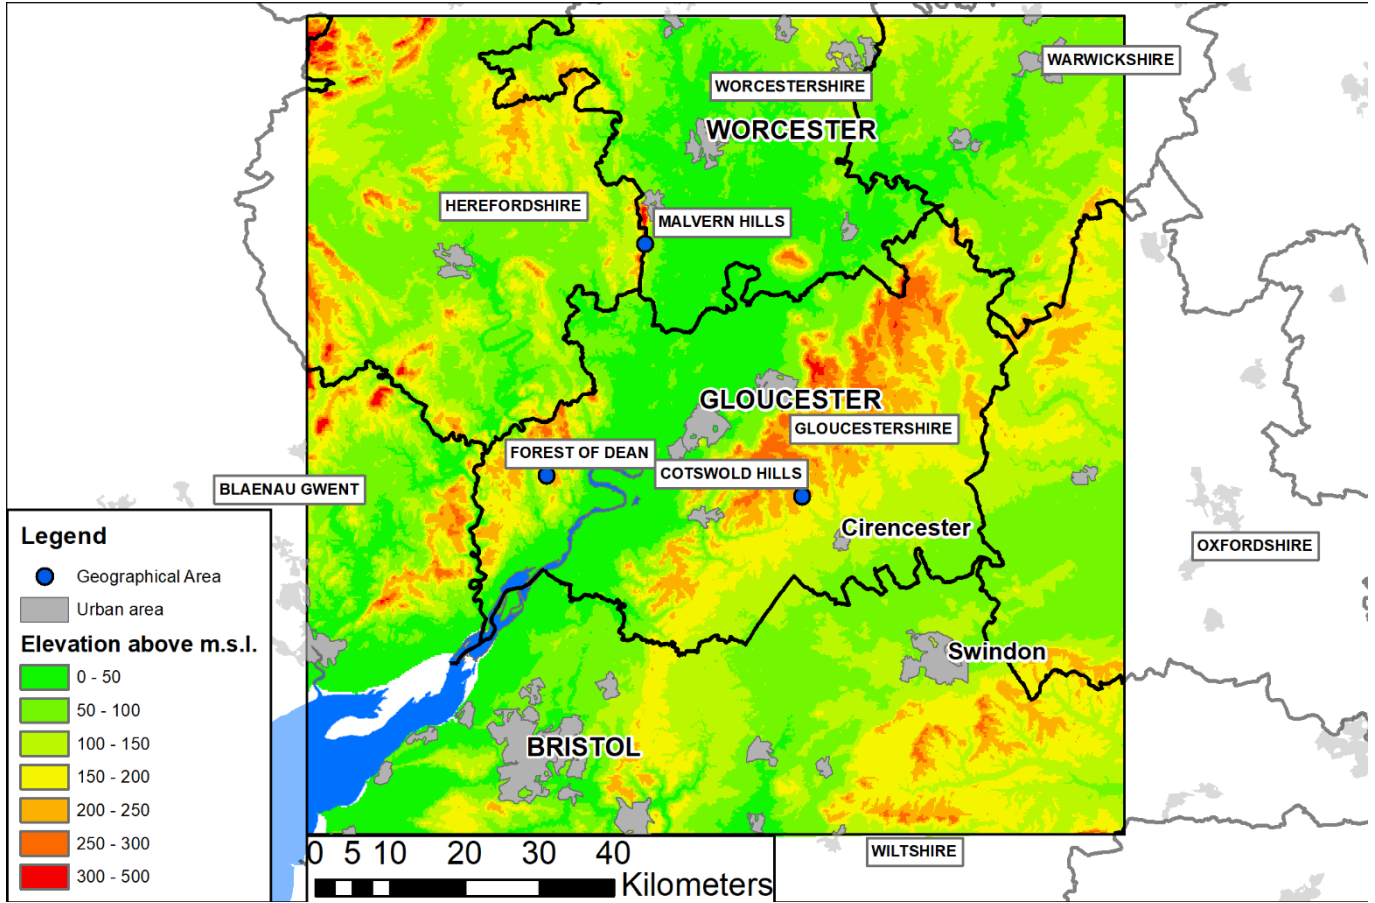 WARWICKSHIRE
WORCESTERSHIRE
WORCESTER
HEREFORDSHIRE
MALVERN HILLS
GLOUCESTER
GLOUCESTERSHIRE
FOREST OF DEAN
COTSWOLD HILLS
BLAENAU GWENT
Cirencester
OXFORDSHIRE
Swindon
BRISTOL
WILTSHIRE
Legend
Geographical Area
Urban area
Elevation above m.s.l.
0 - 50
50 - 100
100 - 150
150 - 200
200 - 250
250 - 300
300 - 500
0 5 10 20 30 40
Kilometers